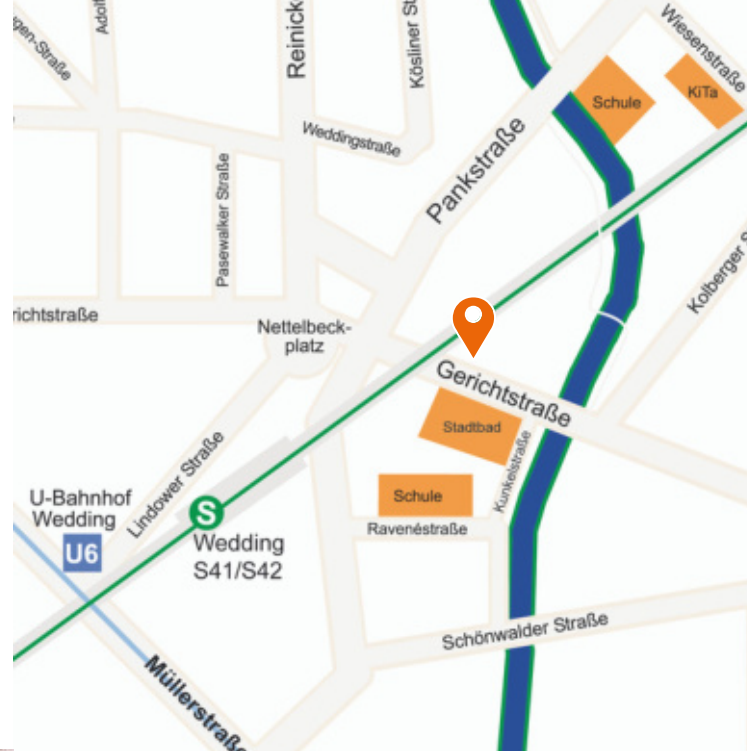 Adolf
Reinick
Kösliner St
Wiesenstraße
gen-Straße
Schule
KiTa
Weddingstraße
Pankstraße
Pasewalker Straße
Kolberger S
richtstraße
Nettelbeck-
platz
Gerichtstraße
Stadtbad
Kunkelstraße
Lindower Straße
Schule
U-Bahnhof
Wedding
U6
S
Ravenéstraße
Wedding
S41/S42
Schönwalder Straße
Müllerstraße